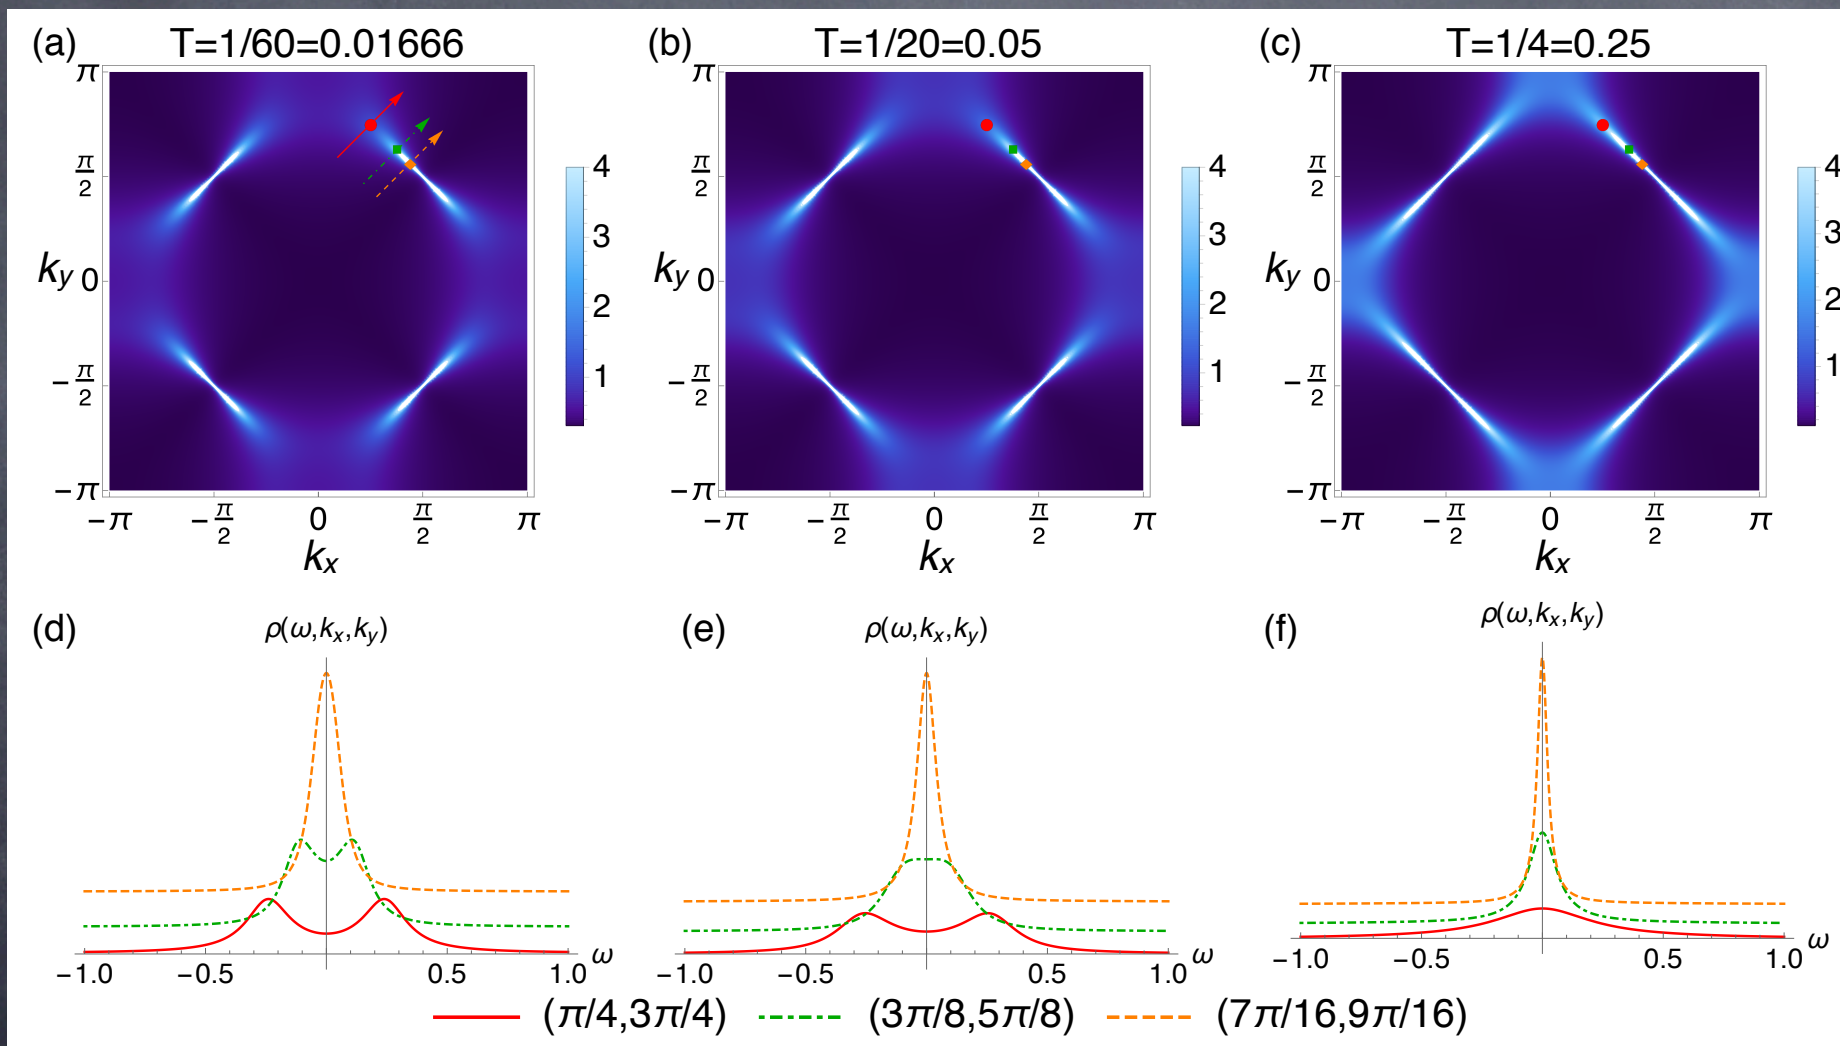 (a) T=1/60=0.01666
(b) T=1/20=0.05
(c) T=1/4=0.25
π
π/2
k_y 0
−π/2
−π
−π −π/2 0 π/2 π
k_x
4
3
2
1
π
π/2
k_y 0
−π/2
−π
−π −π/2 0 π/2 π
k_x
4
3
2
1
π
π/2
k_y 0
−π/2
−π
−π −π/2 0 π/2 π
k_x
4
3
2
1
(d) ρ(ω,k_x,k_y)
−1.0 −0.5 0.5 1.0 ω
(e) ρ(ω,k_x,k_y)
−1.0 −0.5 0.5 1.0 ω
(f) ρ(ω,k_x,k_y)
−1.0 −0.5 0.5 1.0 ω
(π/4,3π/4) (3π/8,5π/8) (7π/16,9π/16)